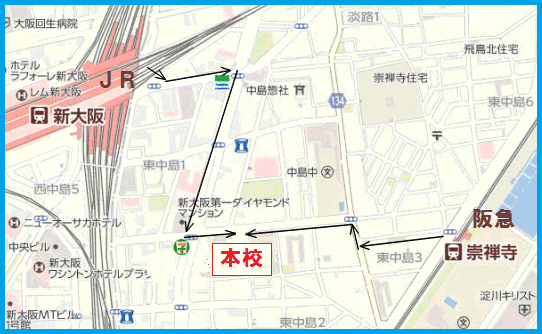 大阪回生病院
淡路1
飛鳥北住宅
ホテル
ラフォーレ新大阪
JR
レム新大阪
新大阪
中島惣社
134
崇禅寺住宅
東中島6
東中島1
中島中
西中島5
新大阪第一ダイヤモンド
マンション
ニューオーサカホテル
中央ビル
新大阪
ワシントンホテルプラ
本校
阪急
崇禅寺
東中島3
淀川キリスト
新大阪MTビル
1号館
東中島2